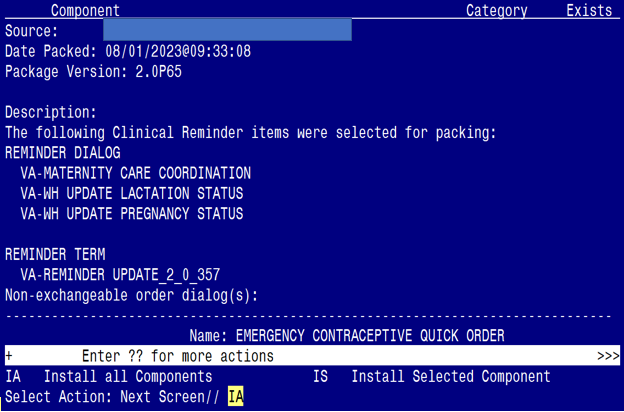 Component Category Exists
Source:
Date Packed: 08/01/2023@09:33:08
Package Version: 2.0P65
Description:
The following Clinical Reminder items were selected for packing:
REMINDER DIALOG
VA-MATERNITY CARE COORDINATION
VA-WH UPDATE LACTATION STATUS
VA-WH UPDATE PREGNANCY STATUS
REMINDER TERM
VA-REMINDER UPDATE_2_0_357
Non-exchangeable order dialog(s):
--------------------------------------------------------------------------------
Name: EMERGENCY CONTRACEPTIVE QUICK ORDER
+ Enter ?? for more actions >>>
IA Install all Components IS Install Selected Component
Select Action: Next Screen// IA